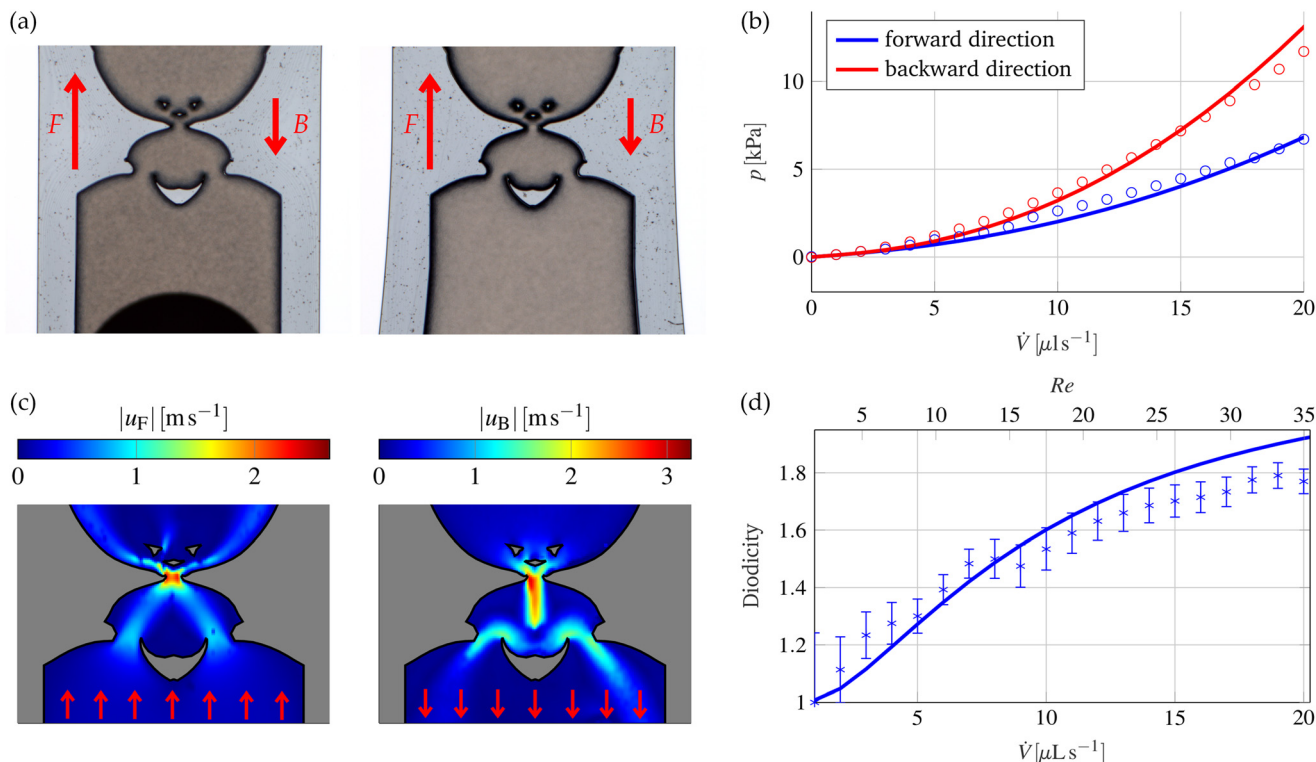 (a)
F
B
F
B
(b)
forward direction
backward direction
10
5
0
p [kPa]
0 5 10 15 20
V̇ [μl s⁻¹]
(c)
|u_F| [m s⁻¹]
0 1 2
|u_B| [m s⁻¹]
0 1 2 3
(d)
Re
5 10 15 20 25 30 35
1.8
1.6
1.4
1.2
1
Diodicity
5 10 15 20
V̇ [μL s⁻¹]